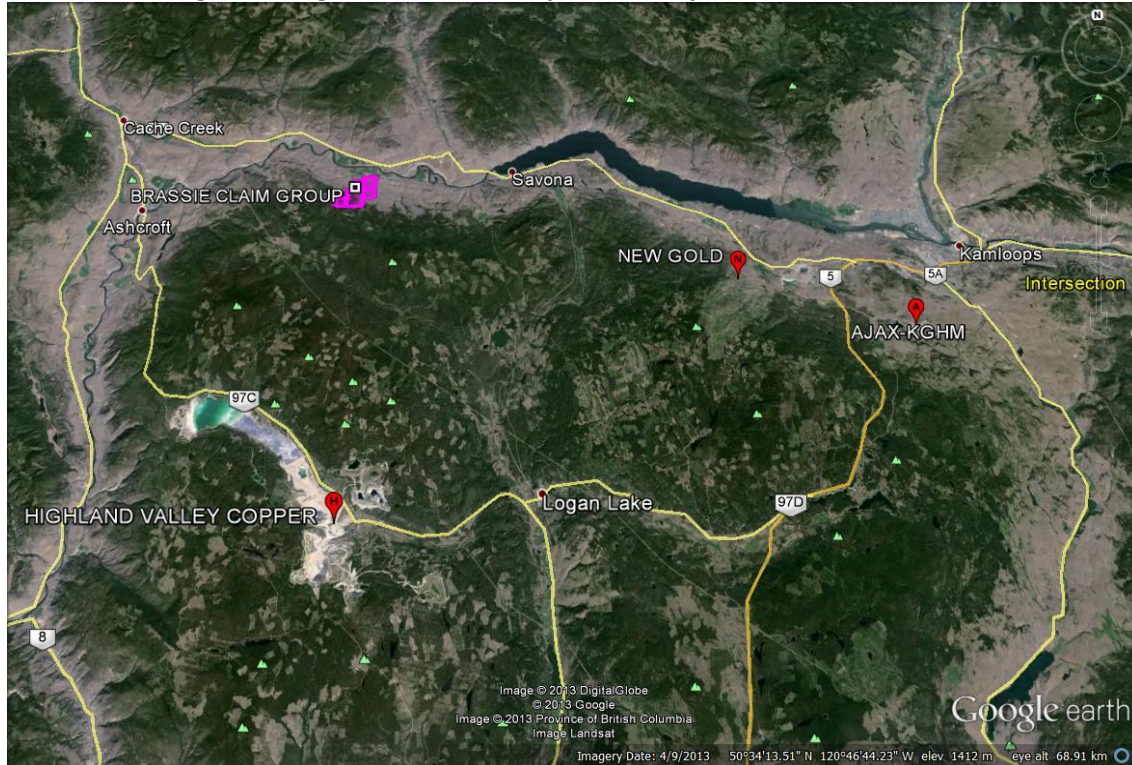 N
Cache Creek
Savona
BRASSIE CLAIM GROUP
Ashcroft
Kamloops
NEW GOLD
N
5
5A
Intersection
A
AJAX-KGHM
97C
H
Logan Lake
97D
HIGHLAND VALLEY COPPER
8
Image © 2013 DigitalGlobe
© 2013 Google
Image © 2013 Province of British Columbia
Image Landsat
Google earth
Imagery Date: 4/9/2013 50°34'13.51" N 120°46'44.23" W elev 1412 m eye alt 68.91 km